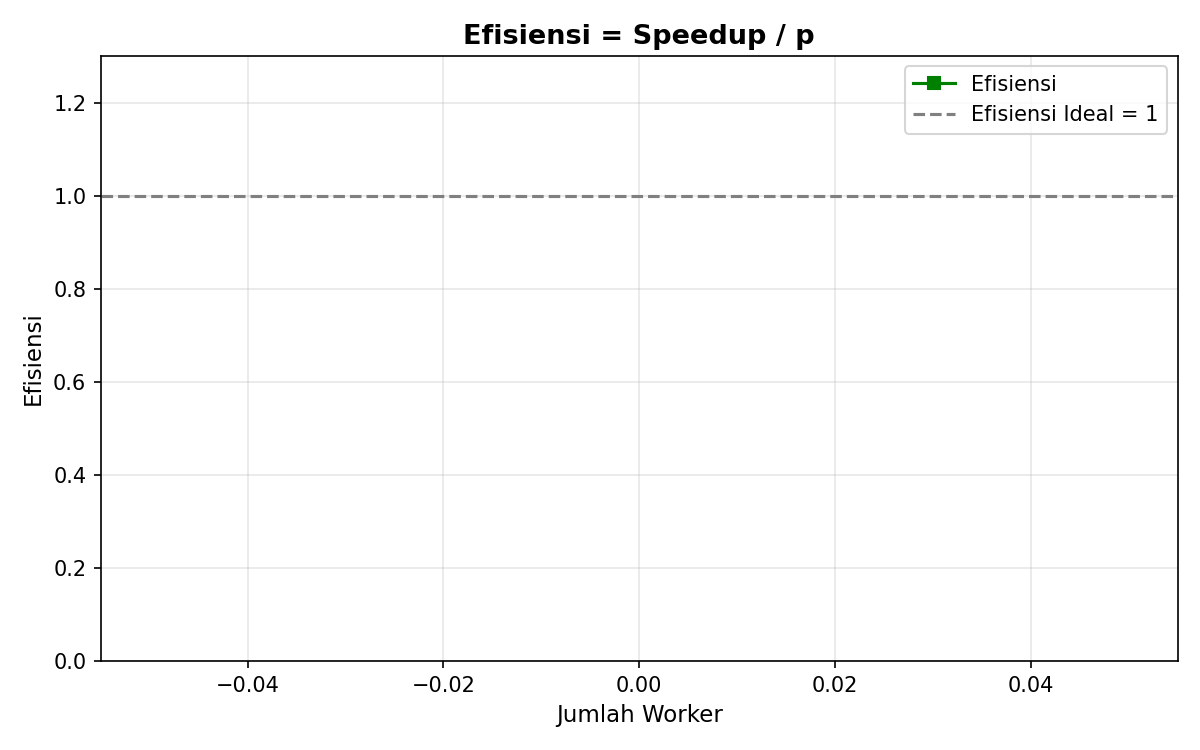 Efisiensi = Speedup / p
Efisiensi
Efisiensi Ideal = 1
Efisiensi
1.2
1.0
0.8
0.6
0.4
0.2
0.0
−0.04
−0.02
0.00
0.02
0.04
Jumlah Worker